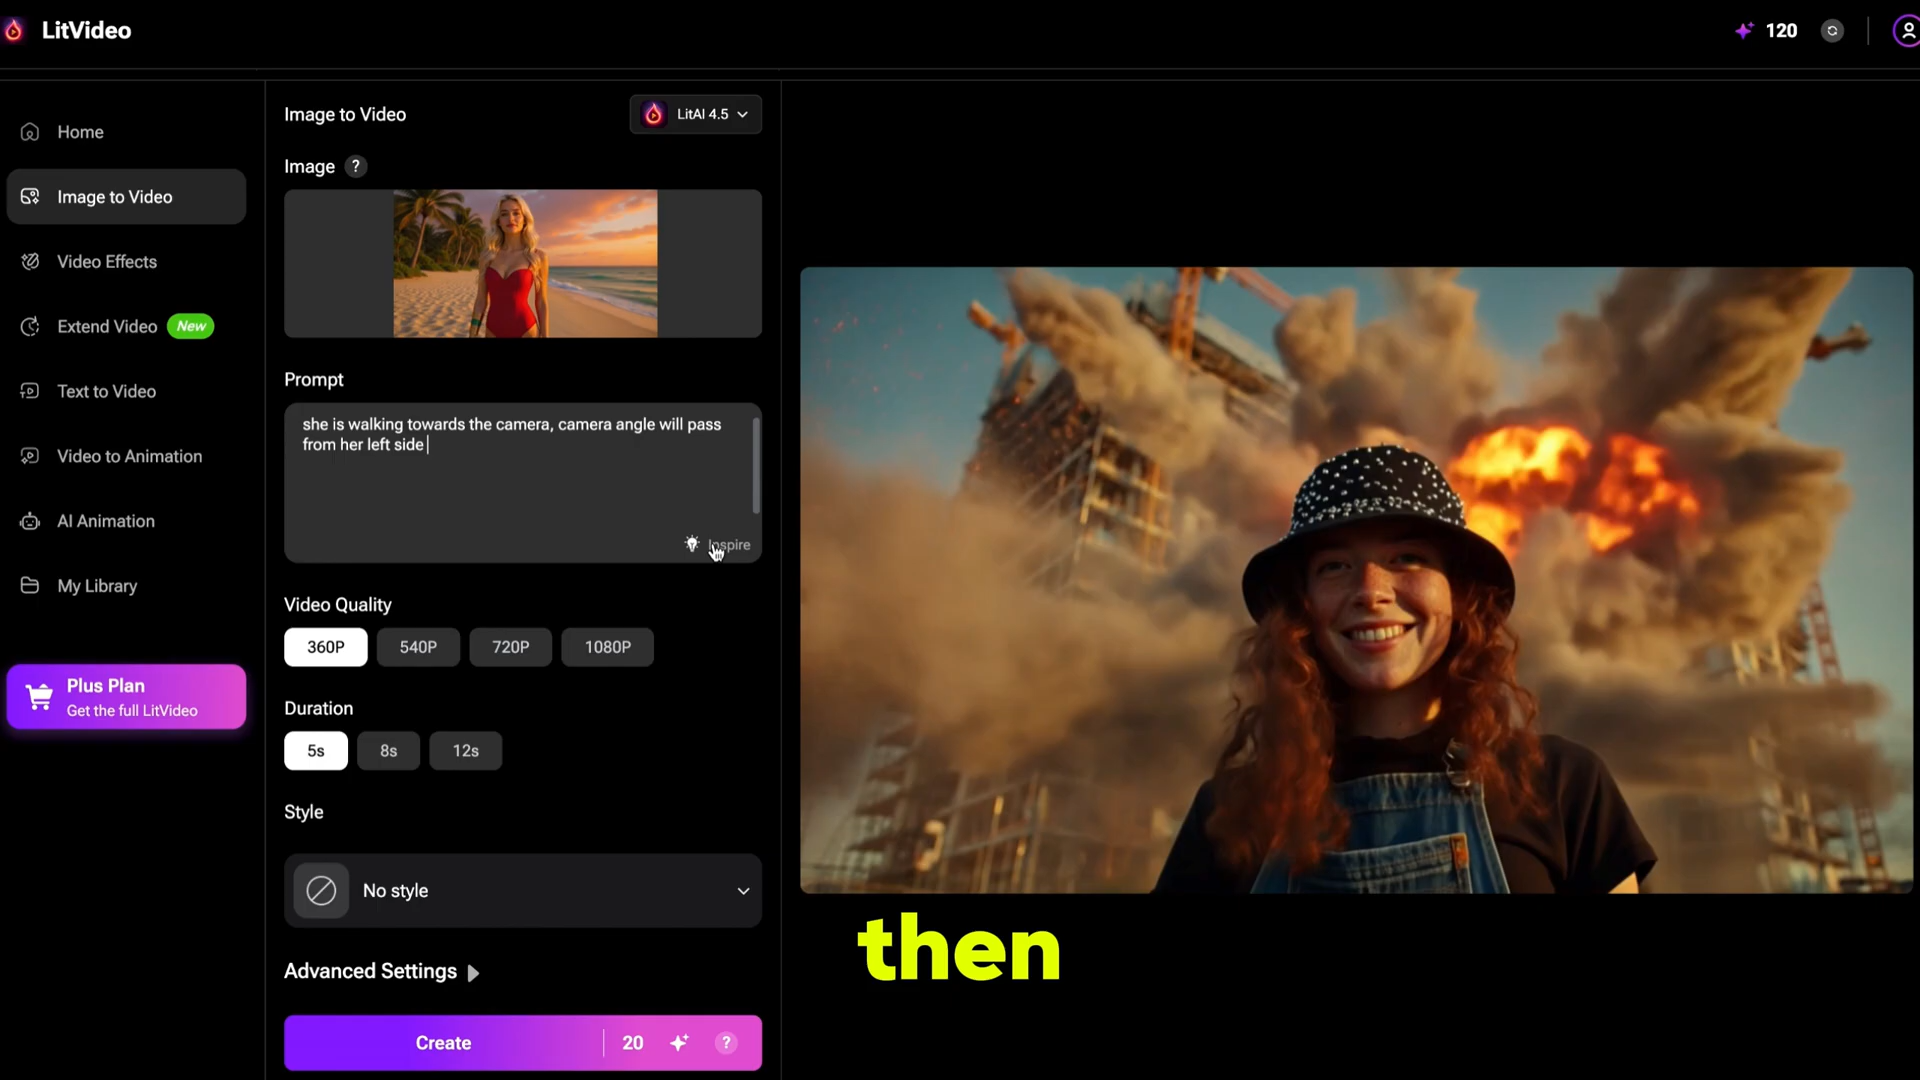 LitVideo
120
Home
Image to Video
Video Effects
Extend Video New
Text to Video
Video to Animation
AI Animation
My Library
Plus Plan
Get the full LitVideo
Image to Video
LitAI 4.5
Image ?
Prompt
she is walking towards the camera, camera angle will pass
from her left side
Inspire
Video Quality
360P 540P 720P 1080P
Duration
5s 8s 12s
Style
No style
Advanced Settings
Create 20 ?
then